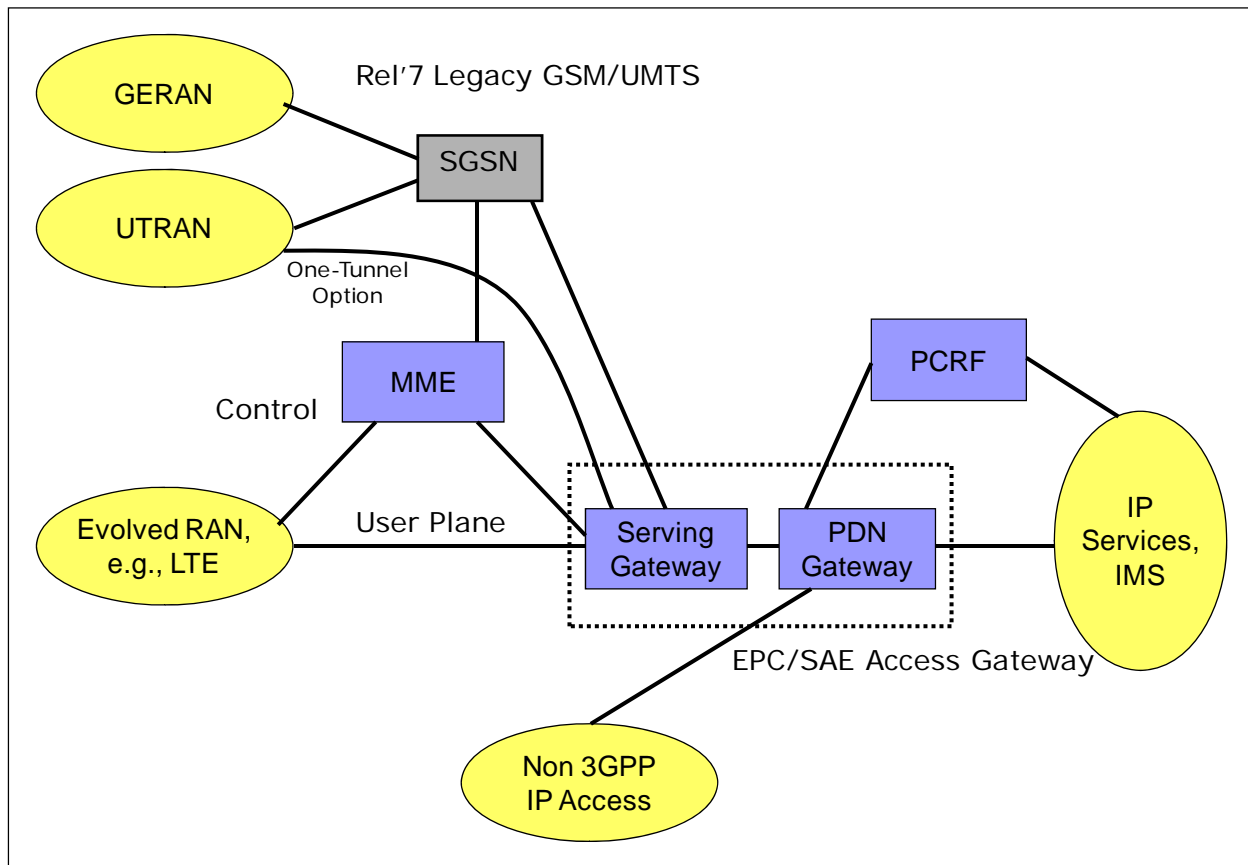 Rel'7 Legacy GSM/UMTS
GERAN
SGSN
UTRAN
One-Tunnel
Option
MME
PCRF
Control
Evolved RAN,
e.g., LTE
User Plane
Serving
Gateway
PDN
Gateway
IP
Services,
IMS
EPC/SAE Access Gateway
Non 3GPP
IP Access